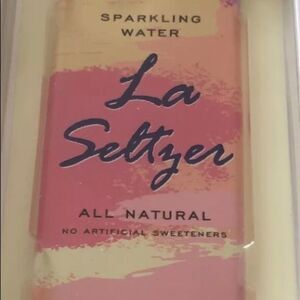 SPARKLING
WATER
La
Seltzer
ALL NATURAL
NO ARTIFICIAL SWEETENERS